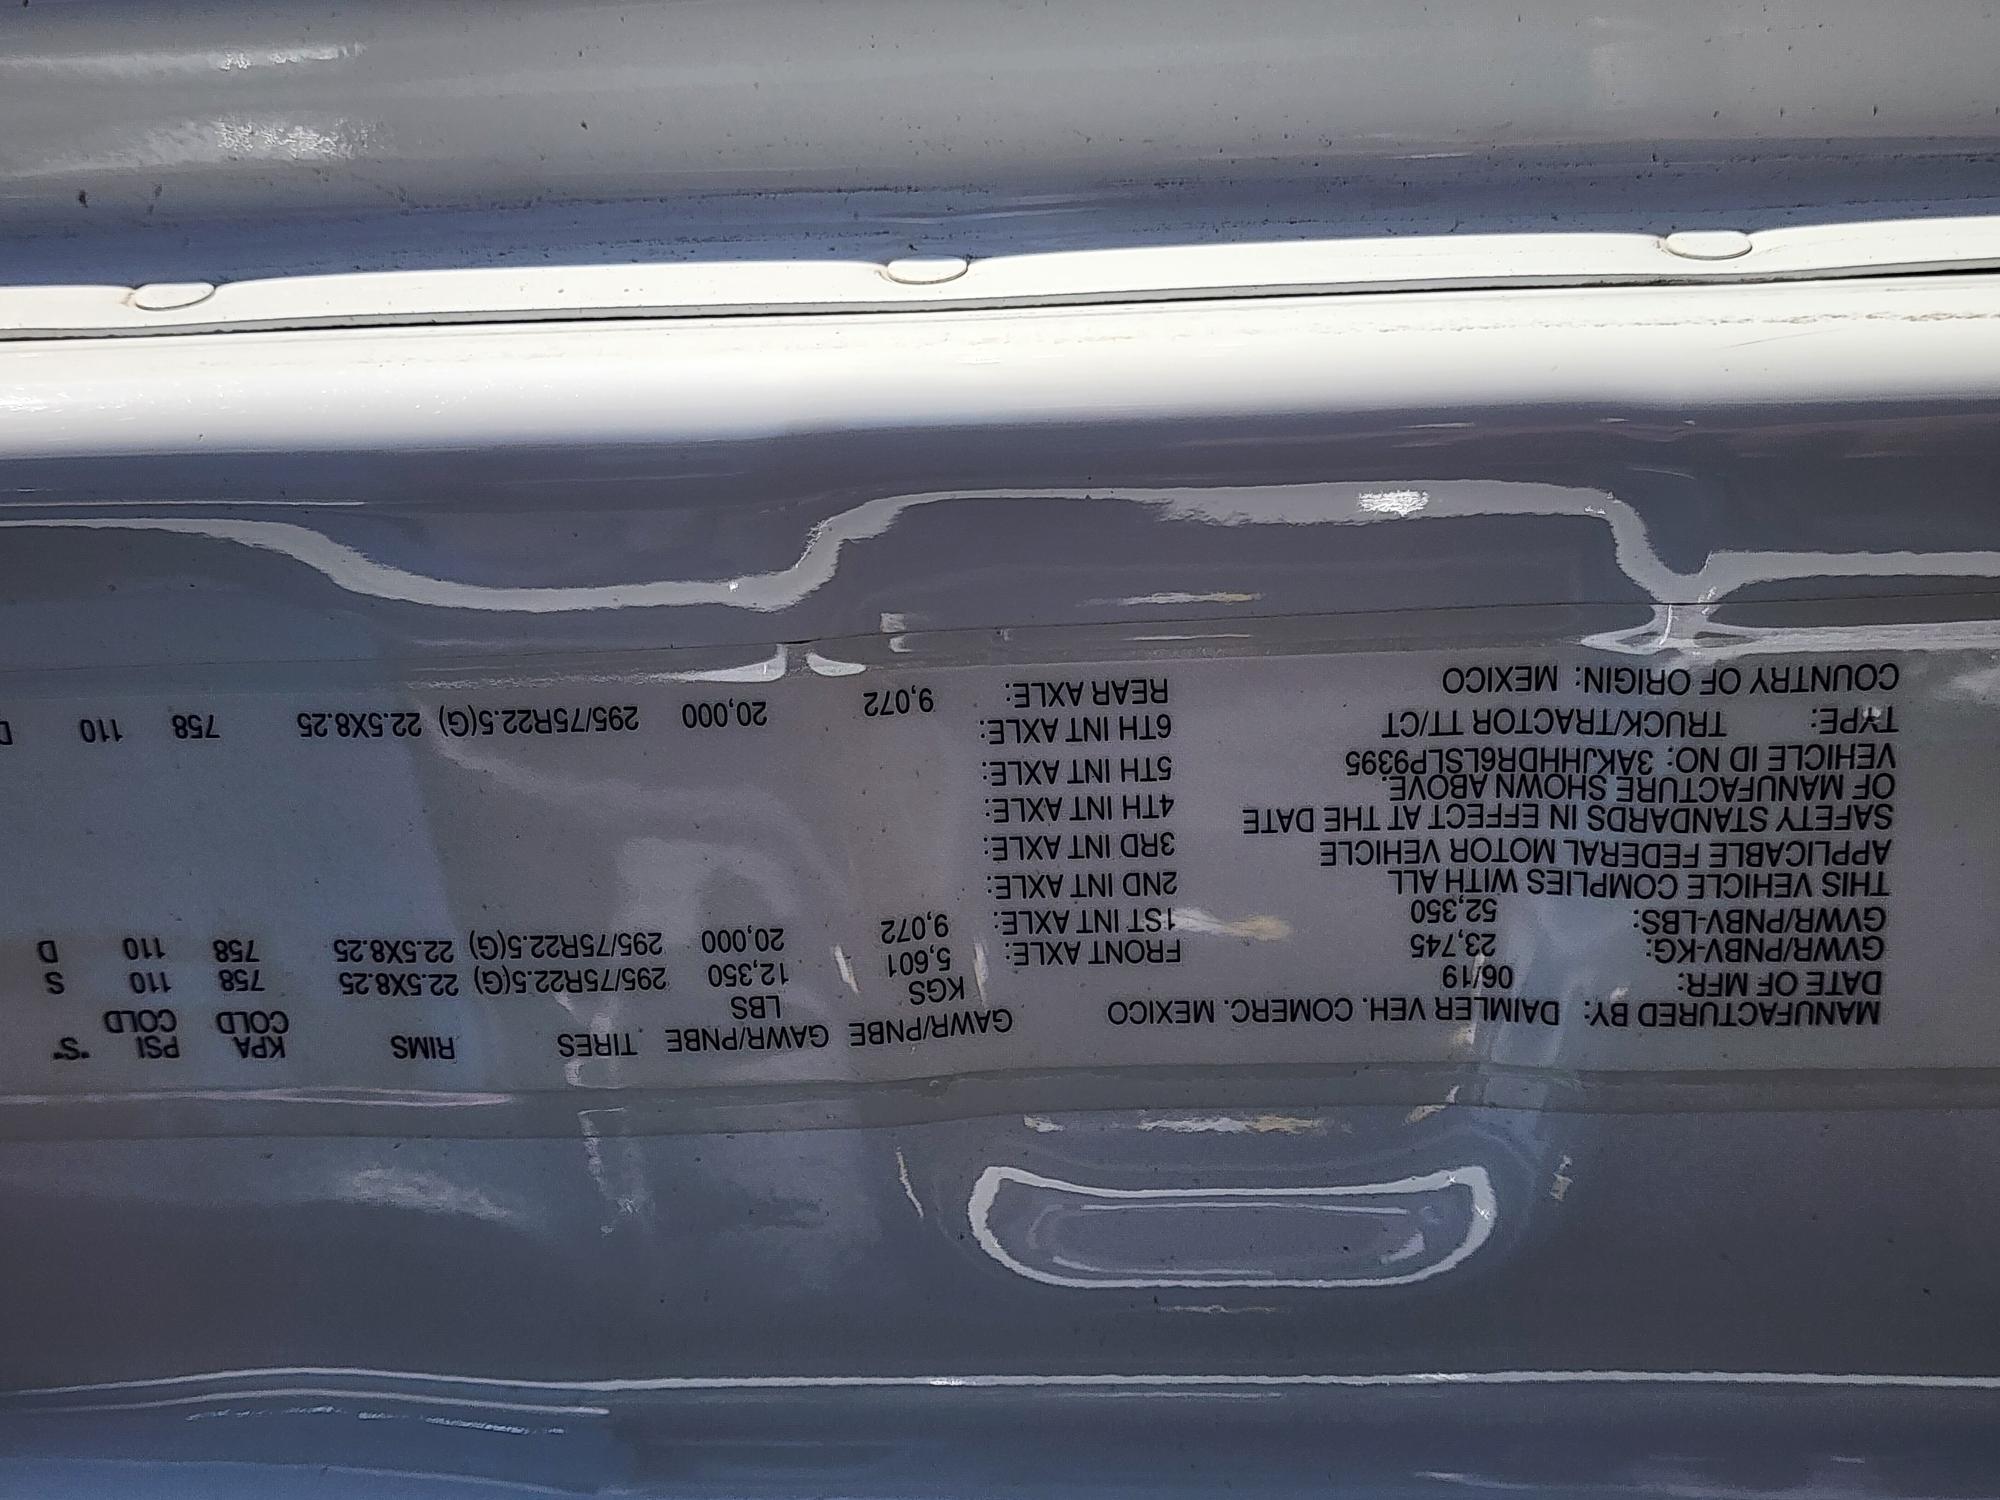 MANUFACTURED BY: DAIMLER VEH. COMERC. MEXICO
DATE OF MFR: 06/19
GVWR/PNBV-KG: 23,745
GVWR/PNBV-LBS: 52,350
THIS VEHICLE COMPLIES WITH ALL
APPLICABLE FEDERAL MOTOR VEHICLE
SAFETY STANDARDS IN EFFECT AT THE DATE
OF MANUFACTURE SHOWN ABOVE.
VEHICLE ID NO: 3AKJHHDR6LSLP9395
TYPE: TRUCK/TRACTOR TT/CT
COUNTRY OF ORIGIN: MEXICO
GAWR/PNBE GAWR/PNBE TIRES RIMS KPA PSI "S"
KGS LBS COLD COLD
FRONT AXLE: 5,601 12,350 295/75R22.5(G) 22.5X8.25 758 110 S
1ST INT AXLE: 9,072 20,000 295/75R22.5(G) 22.5X8.25 758 110 D
2ND INT AXLE:
3RD INT AXLE:
4TH INT AXLE:
5TH INT AXLE:
6TH INT AXLE:
REAR AXLE: 9,072 20,000 295/75R22.5(G) 22.5X8.25 758 110 D